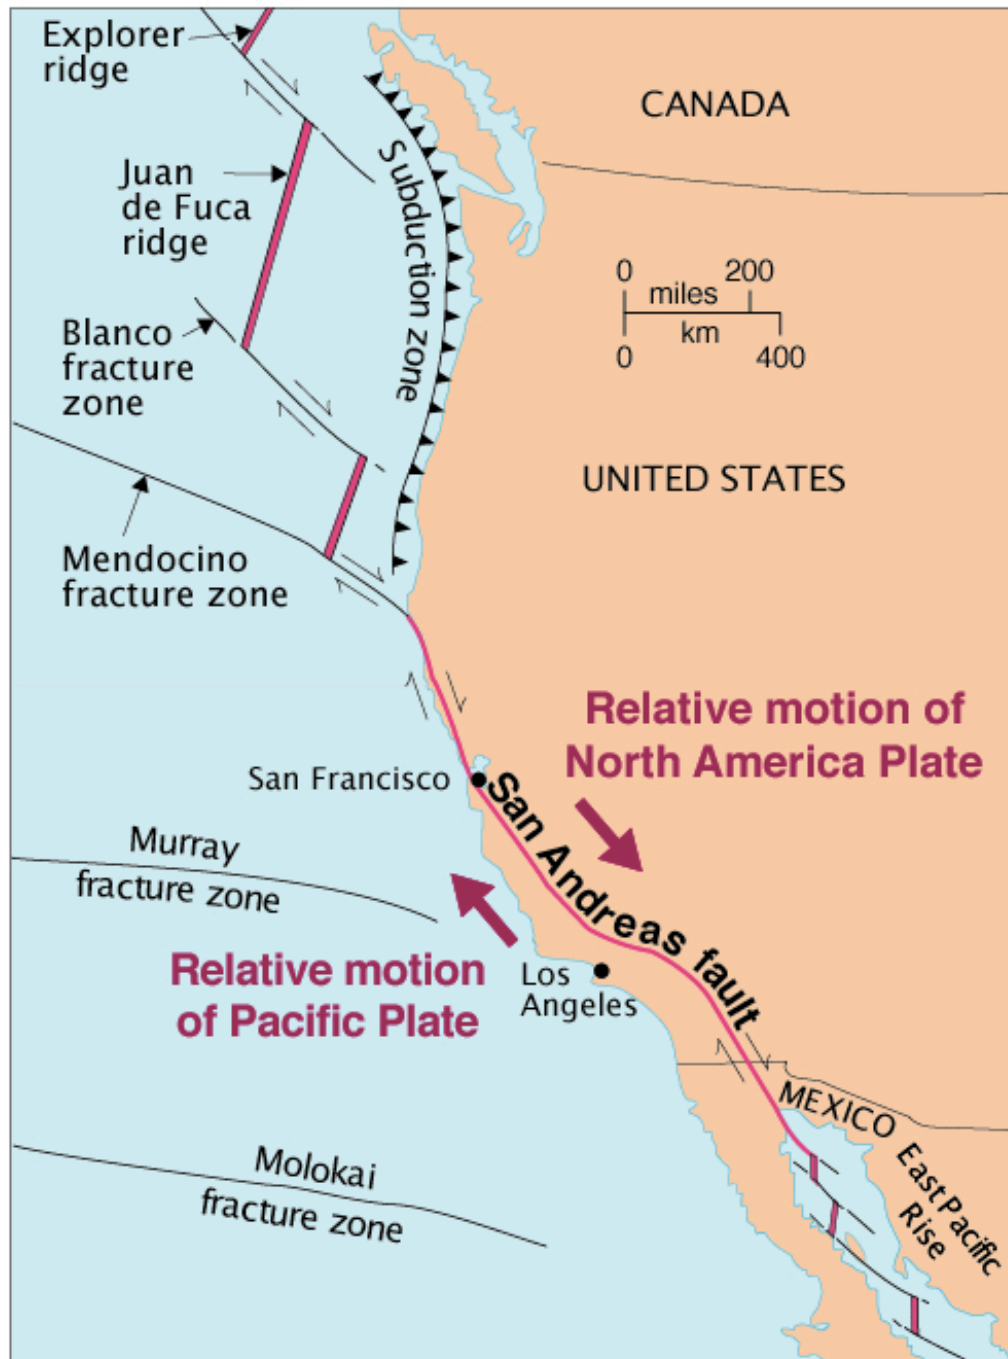 Explorer
ridge
CANADA
Juan
de Fuca
ridge
Subduction zone
0 200
miles
km
0 400
Blanco
fracture
zone
UNITED STATES
Mendocino
fracture zone
Relative motion of
North America Plate
San Francisco
San Andreas fault
Murray
fracture zone
Relative motion
of Pacific Plate
Los
Angeles
MEXICO
East Pacific
Rise
Molokai
fracture zone